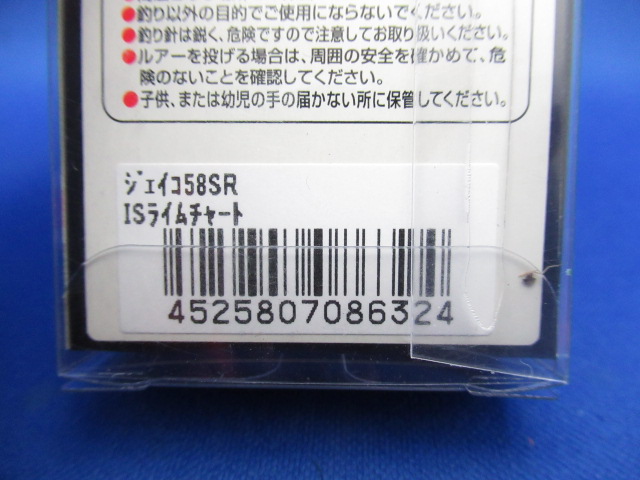 ●釣り以外の目的でご使用にならないでください。
●釣り針は鋭く、危険ですので注意してお取り扱いください。
●ルアーを投げる場合は、周囲の安全を確かめて、危
険のないことを確認してください。
●子供、または幼児の手の届かない所に保管してください。
ジェイコ58SR
ISライムチャート
4525807086324